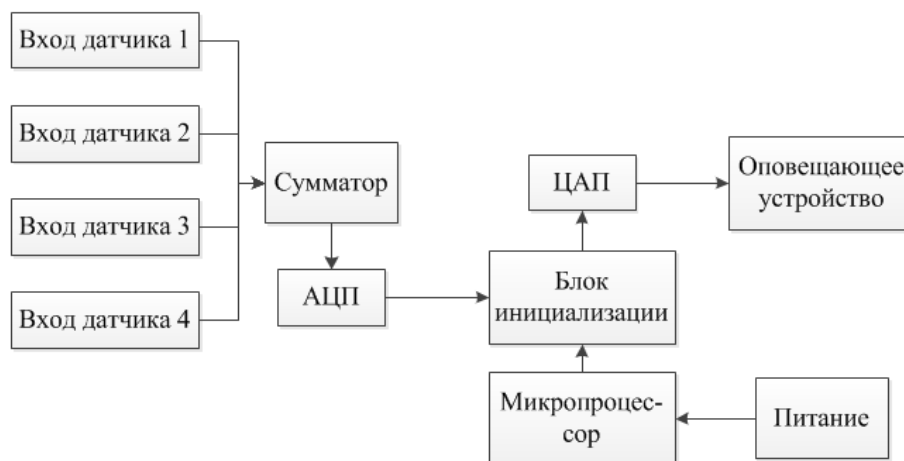 Вход датчика 1
Вход датчика 2
Вход датчика 3
Вход датчика 4
Сумматор
АЦП
ЦАП
Блок
инициализации
Микропроцес-
сор
Питание
Оповещающее
устройство